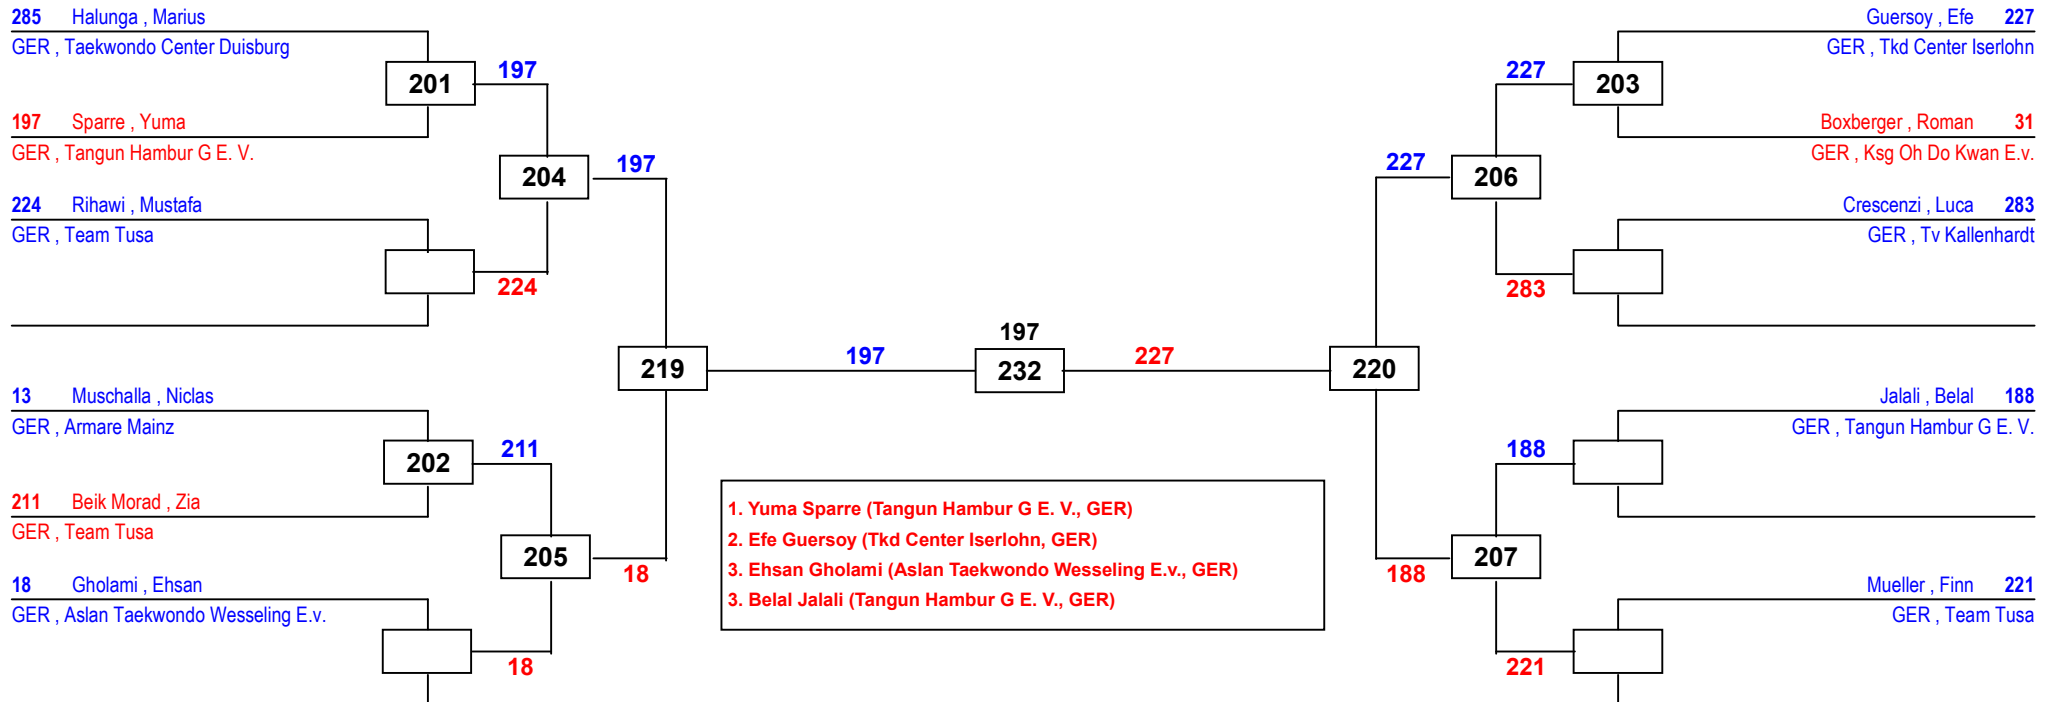 285 Halunga , Marius
GER , Taekwondo Center Duisburg
201
197
197 Sparre , Yuma
GER , Tangun Hambur G E. V.
204
197
224 Rihawi , Mustafa
GER , Team Tusa
224
219
197
197
232
227
13 Muschalla , Niclas
GER , Armare Mainz
202
211
211 Beik Morad , Zia
GER , Team Tusa
205
18
18 Gholami , Ehsan
GER , Aslan Taekwondo Wesseling E.v.
18
1. Yuma Sparre (Tangun Hambur G E. V., GER)
2. Efe Guersoy (Tkd Center Iserlohn, GER)
3. Ehsan Gholami (Aslan Taekwondo Wesseling E.v., GER)
3. Belal Jalali (Tangun Hambur G E. V., GER)
Guersoy , Efe 227
GER , Tkd Center Iserlohn
227
203
Boxberger , Roman 31
GER , Ksg Oh Do Kwan E.v.
227
206
Crescenzi , Luca 283
GER , Tv Kallenhardt
283
220
Jalali , Belal 188
GER , Tangun Hambur G E. V.
188
207
188
Mueller , Finn 221
GER , Team Tusa
221